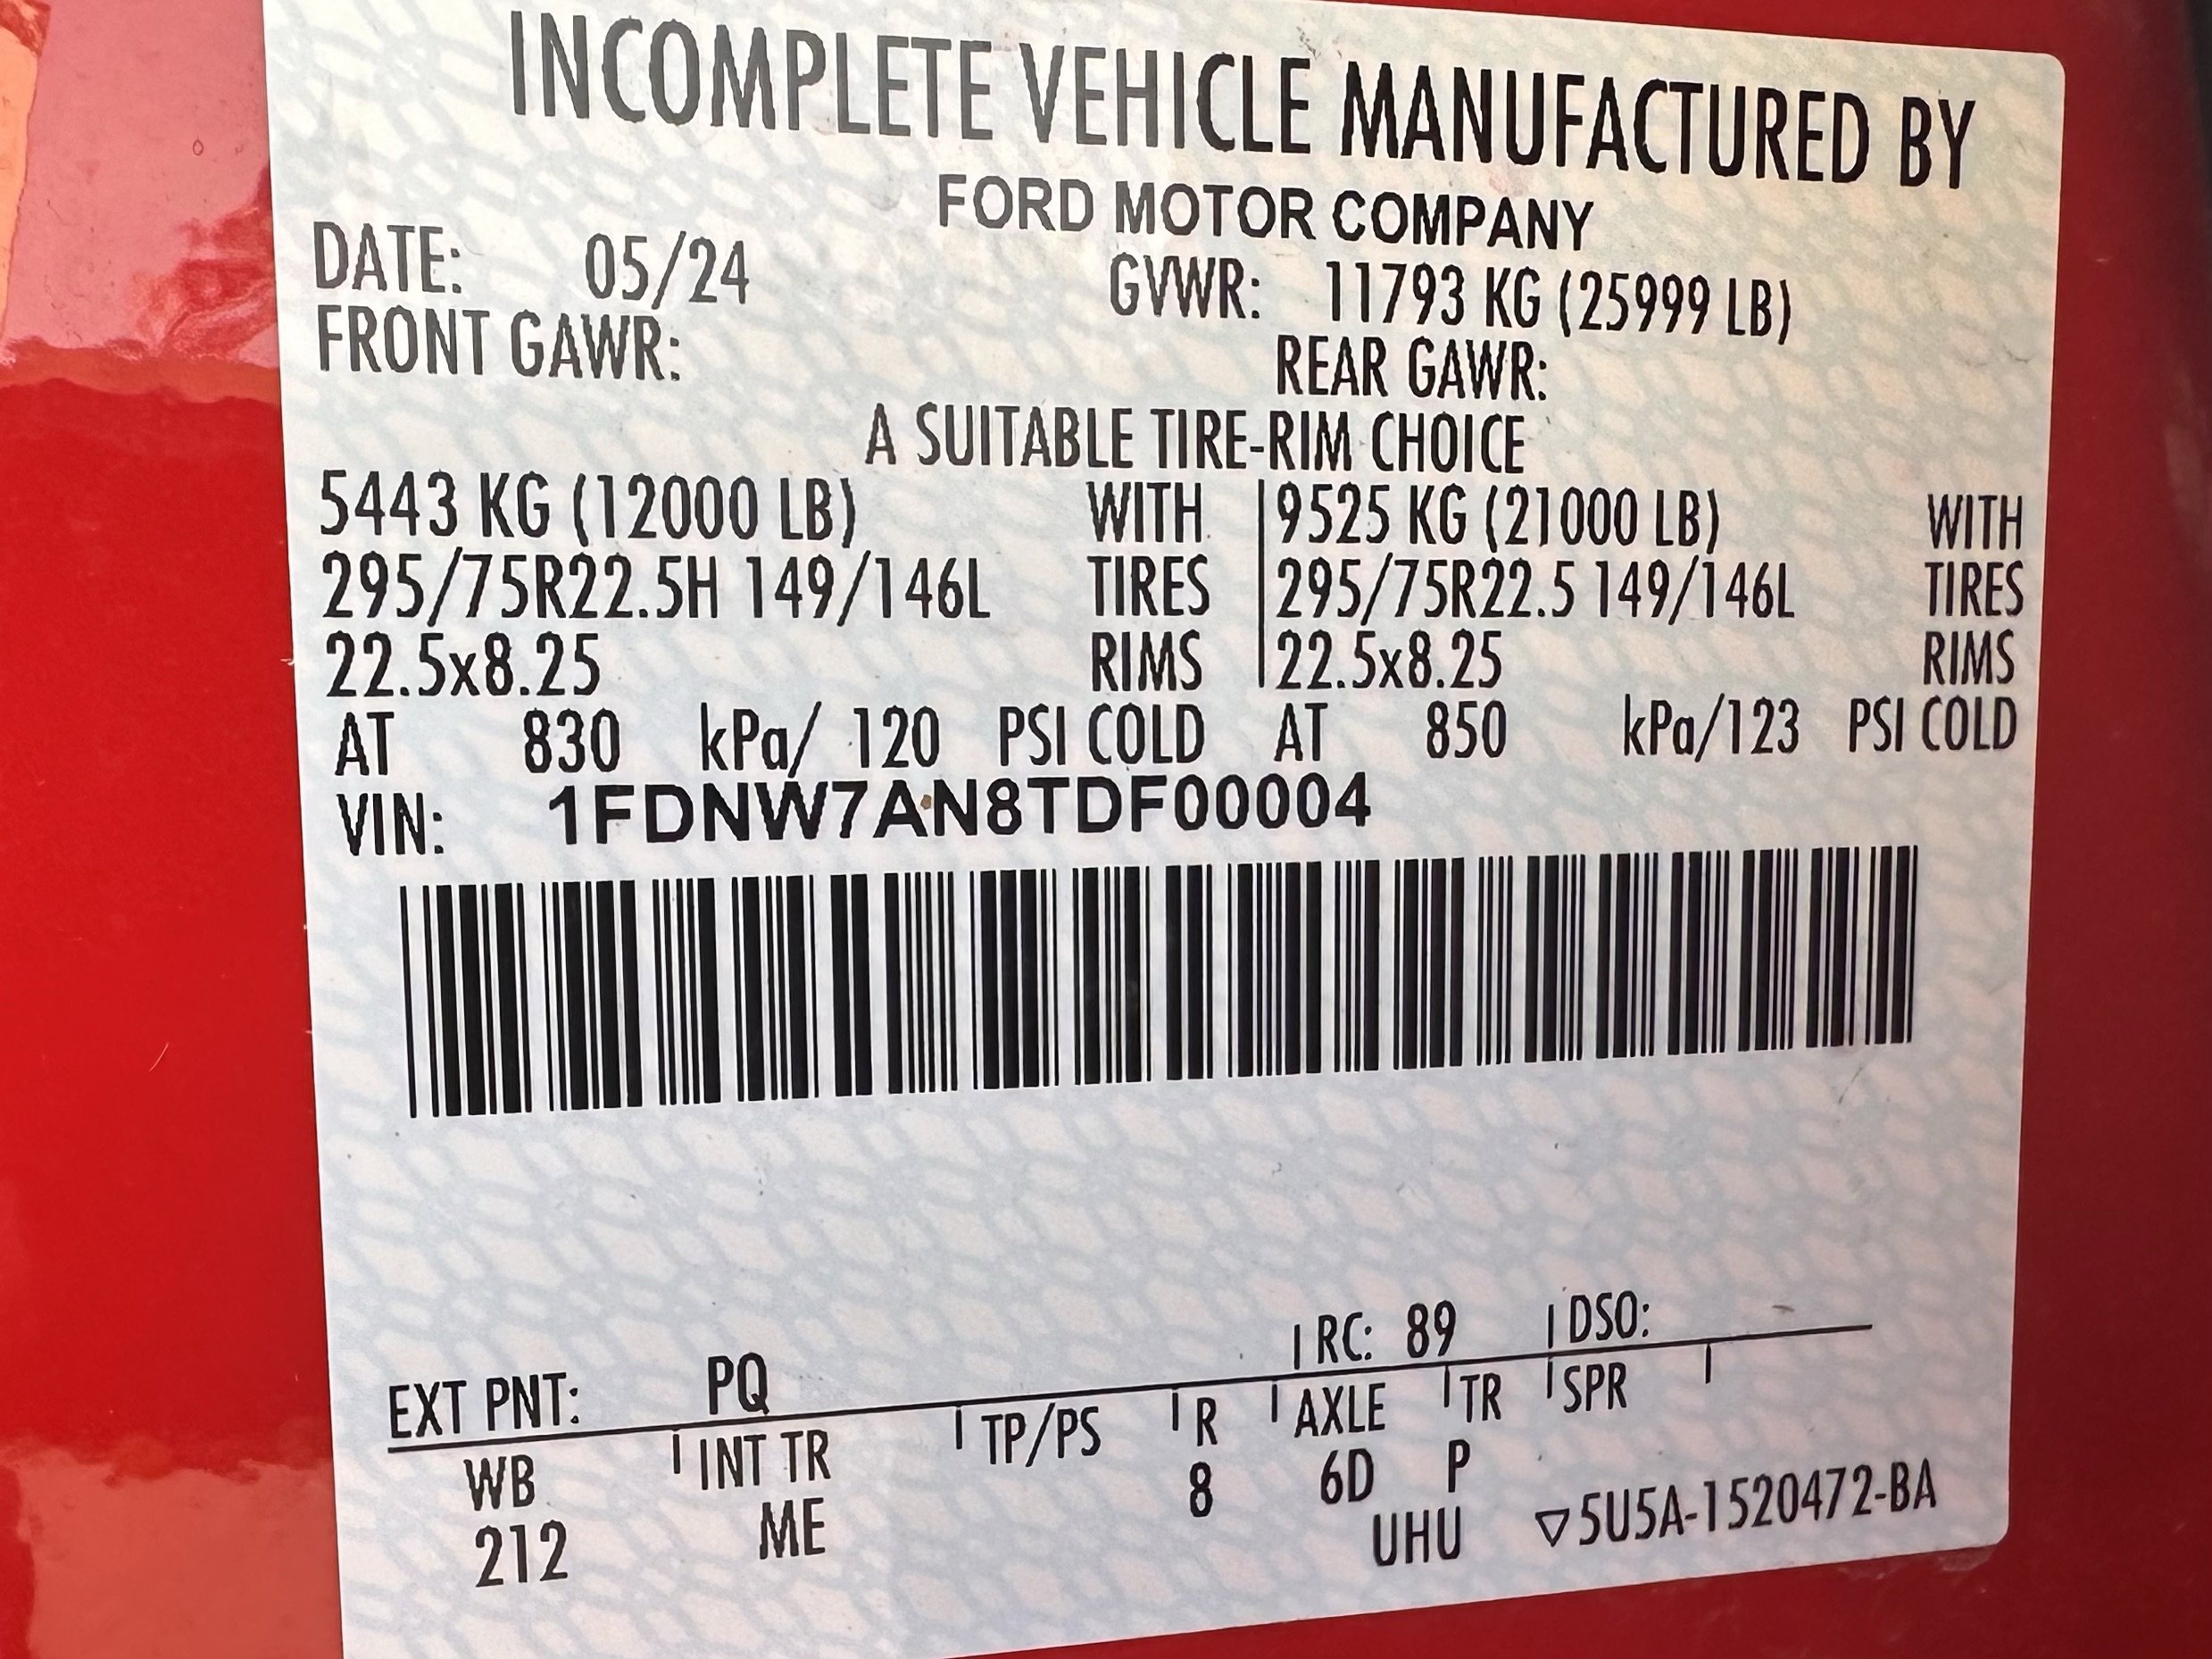 INCOMPLETE VEHICLE MANUFACTURED BY
FORD MOTOR COMPANY
DATE: 05/24 GVWR: 11793 KG (25999 LB)
FRONT GAWR: REAR GAWR:
A SUITABLE TIRE-RIM CHOICE
5443 KG (12000 LB) WITH | 9525 KG (21000 LB) WITH
295/75R22.5H 149/146L TIRES | 295/75R22.5 149/146L TIRES
22.5x8.25 RIMS | 22.5x8.25 RIMS
AT 830 kPa/ 120 PSI COLD AT 850 kPa/123 PSI COLD
VIN: 1FDNW7AN8TDF00004
EXT PNT: PQ | RC: 89 | DSO:
WB | INT TR | TP/PS | R | AXLE | TR | SPR |
212 ME 8 6D P
UHU ▽5U5A-1520472-BA